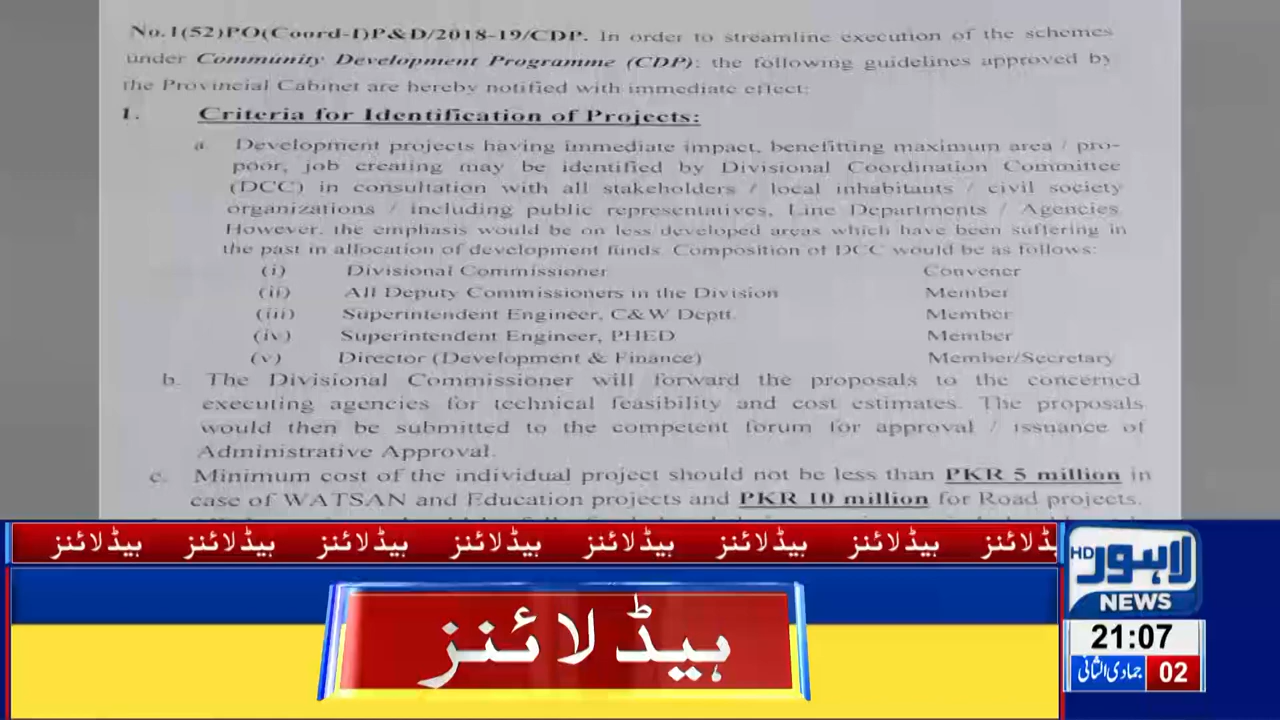 No.1(52)PO(Coord-I)P&D/2018-19/CDP. In order to streamline execution of the schemes
under Community Development Programme (CDP): the following guidelines approved by
the Provincial Cabinet are hereby notified with immediate effect:
1. Criteria for Identification of Projects:
a. Development projects having immediate impact, benefitting maximum area / pro-
poor, job creating may be identified by Divisional Coordination Committee
(DCC) in consultation with all stakeholders / local inhabitants / civil society
organizations / including public representatives, Line Departments / Agencies.
However, the emphasis would be on less developed areas which have been suffering in
the past in allocation of development funds. Composition of DCC would be as follows:
(i) Divisional Commissioner Convener
(ii) All Deputy Commissioners in the Division Member
(iii) Superintendent Engineer, C&W Deptt. Member
(iv) Superintendent Engineer, PHED Member
(v) Director (Development & Finance) Member/Secretary
b. The Divisional Commissioner will forward the proposals to the concerned
executing agencies for technical feasibility and cost estimates. The proposals
would then be submitted to the competent forum for approval / issuance of
Administrative Approval.
c. Minimum cost of the individual project should not be less than PKR 5 million in
case of WATSAN and Education projects and PKR 10 million for Road projects.
ہیڈلائنز ہیڈلائنز ہیڈلائنز ہیڈلائنز ہیڈلائنز ہیڈلائنز ہیڈلائنز ہیڈلائنز
ہیڈلائنز
لاہور HD
NEWS
21:07
02 جمادی الثانی